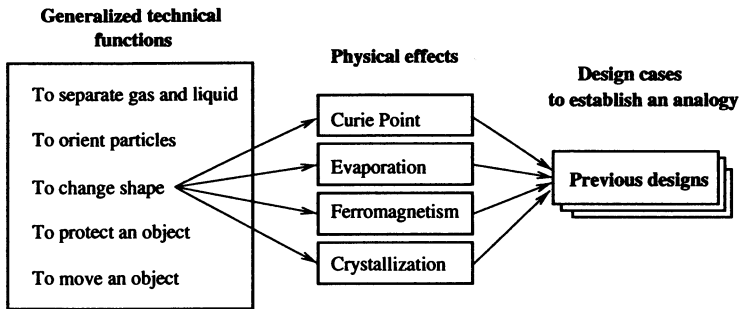 Generalized technical
functions
To separate gas and liquid
To orient particles
To change shape
To protect an object
To move an object
Physical effects
Curie Point
Evaporation
Ferromagnetism
Crystallization
Design cases
to establish an analogy
Previous designs